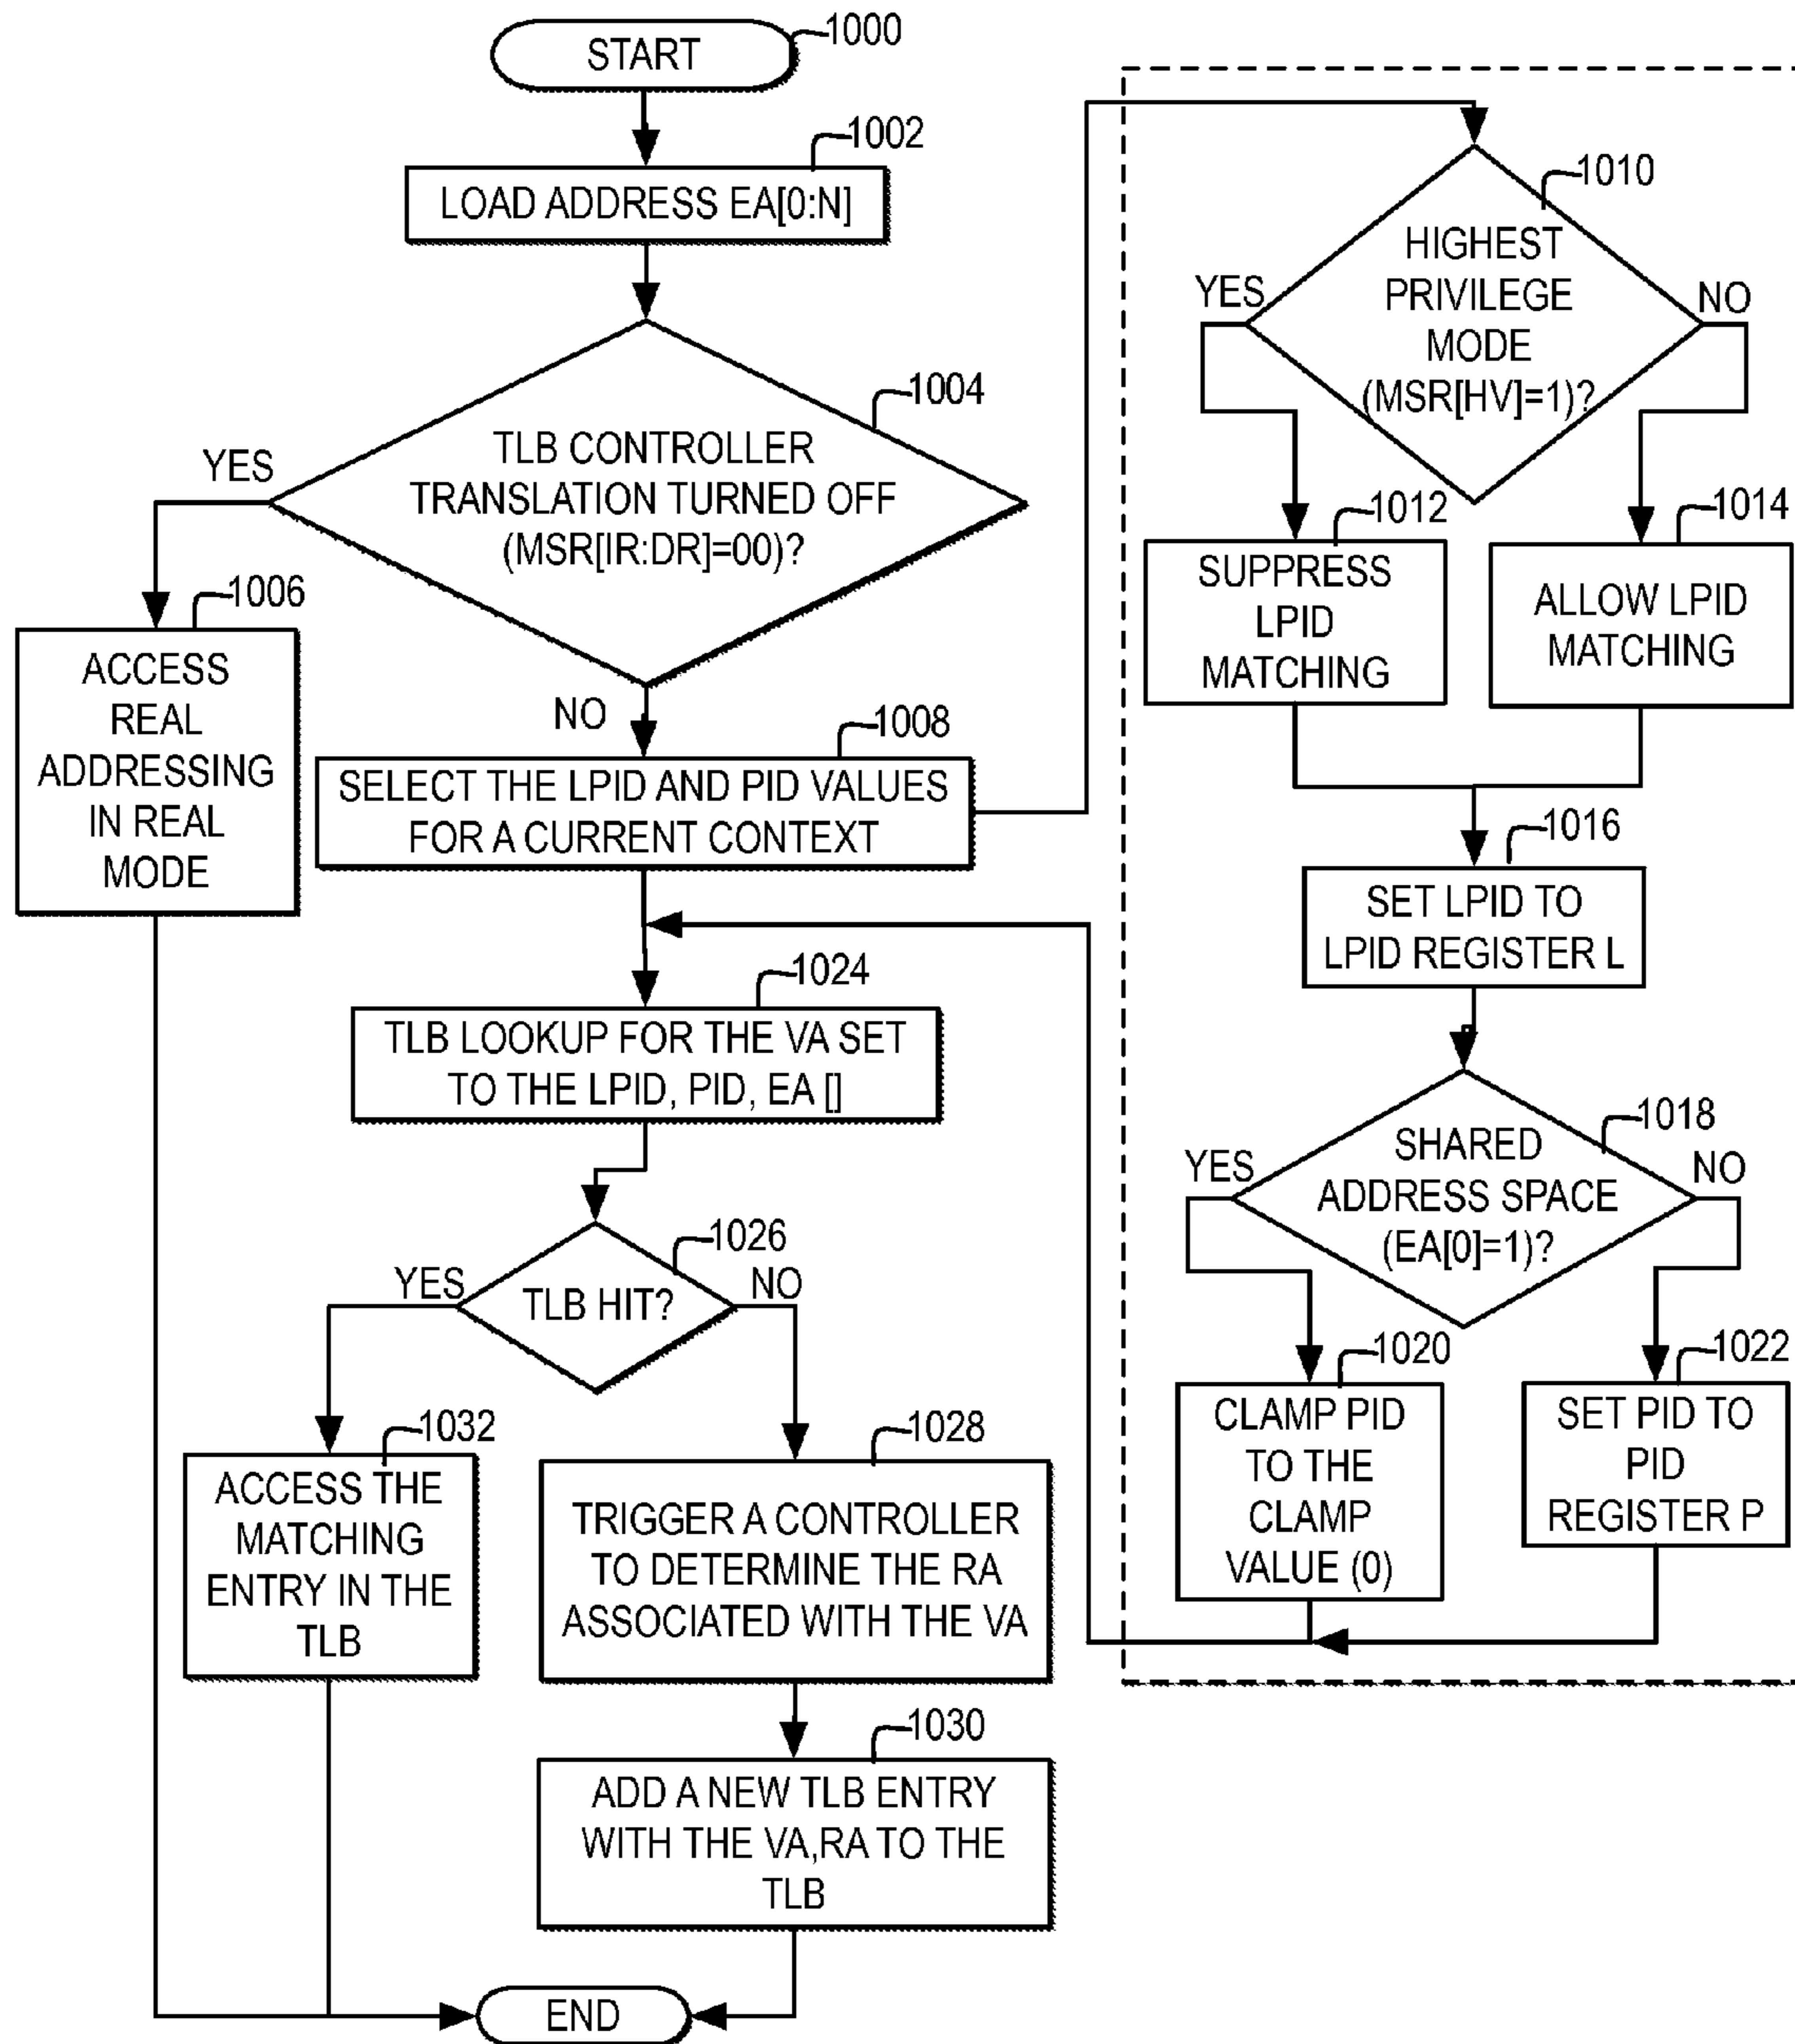 START
1000
1002
LOAD ADDRESS EA[0:N]
1004
TLB CONTROLLER
TRANSLATION TURNED OFF
(MSR[IR:DR]=00)?
YES
NO
1006
ACCESS
REAL
ADDRESSING
IN REAL
MODE
1008
SELECT THE LPID AND PID VALUES
FOR A CURRENT CONTEXT
1010
HIGHEST
PRIVILEGE
MODE
(MSR[HV]=1)?
YES
NO
1012
SUPPRESS
LPID
MATCHING
1014
ALLOW LPID
MATCHING
1016
SET LPID TO
LPID REGISTER L
1018
SHARED
ADDRESS SPACE
(EA[0]=1)?
YES
NO
1020
CLAMP PID
TO THE
CLAMP
VALUE (0)
1022
SET PID TO
PID
REGISTER P
1024
TLB LOOKUP FOR THE VA SET
TO THE LPID, PID, EA []
1026
TLB HIT?
YES
NO
1032
ACCESS THE
MATCHING
ENTRY IN THE
TLB
1028
TRIGGER A CONTROLLER
TO DETERMINE THE RA
ASSOCIATED WITH THE VA
1030
ADD A NEW TLB ENTRY
WITH THE VA,RA TO THE
TLB
END